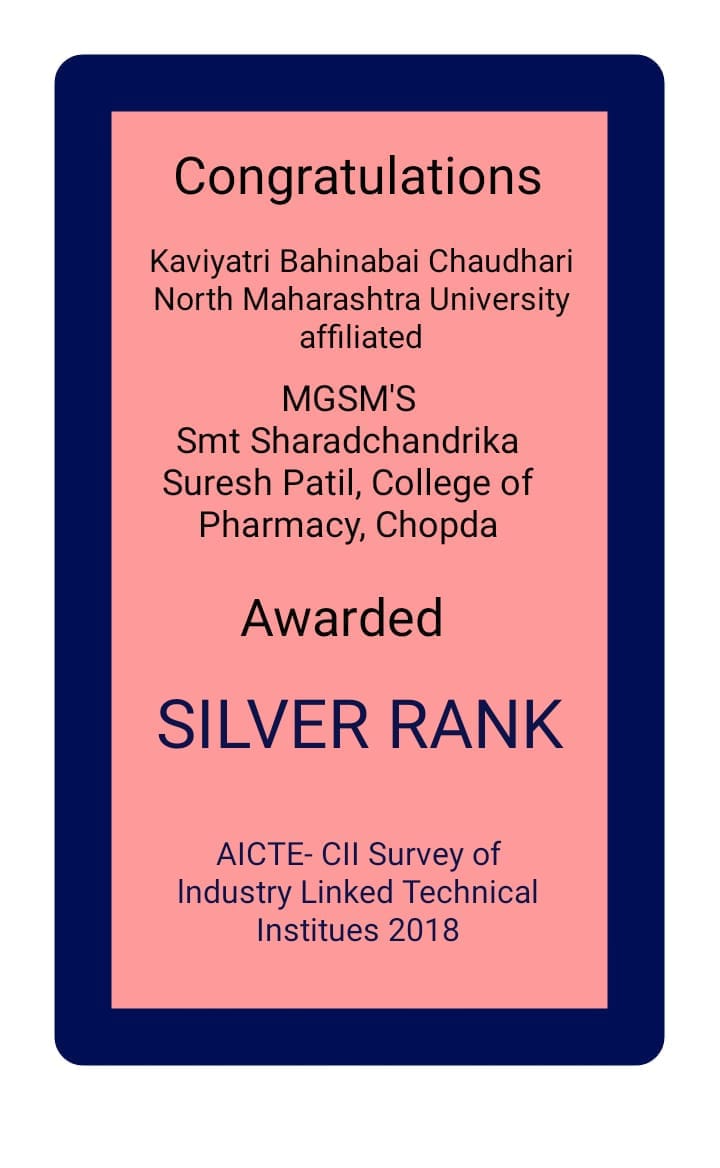 Congratulations
Kaviyatri Bahinabai Chaudhari
North Maharashtra University
affiliated
MGSM'S
Smt Sharadchandrika
Suresh Patil, College of
Pharmacy, Chopda
Awarded
SILVER RANK
AICTE- CII Survey of
Industry Linked Technical
Institues 2018